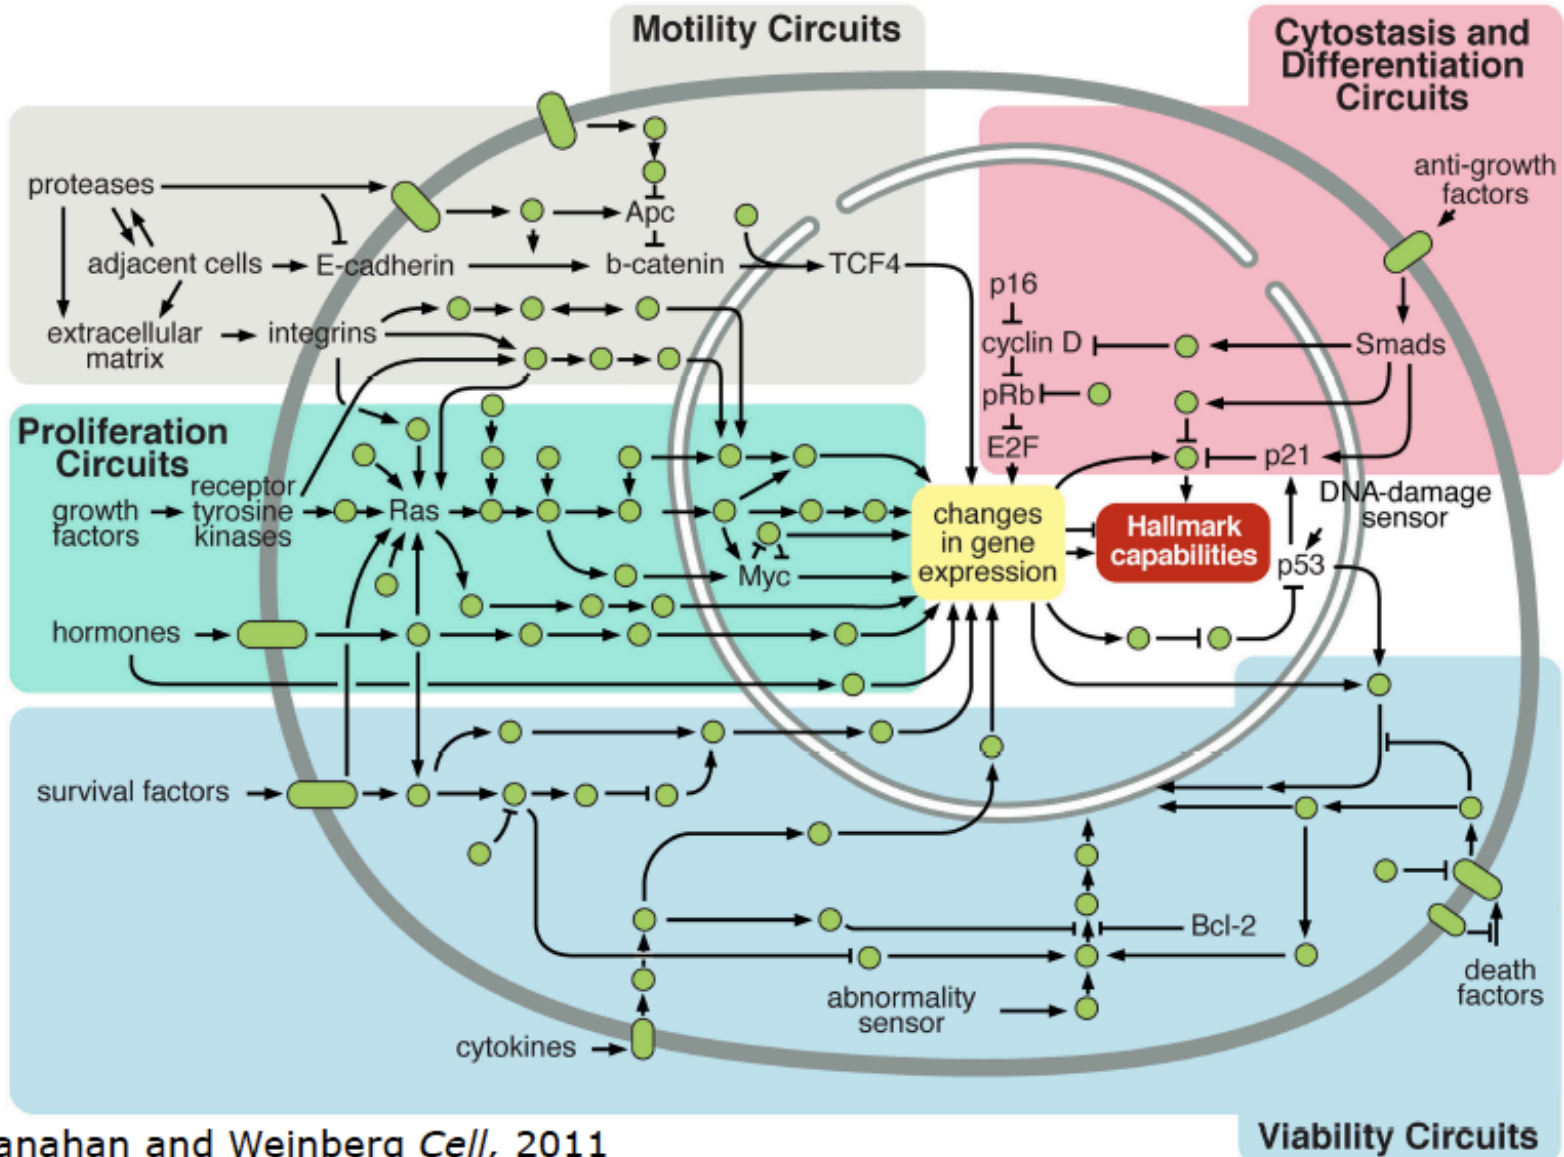 Motility Circuits
Cytostasis and
Differentiation
Circuits
anti-growth
factors
proteases
Apc
adjacent cells
E-cadherin
b-catenin
TCF4
p16
extracellular
matrix
integrins
cyclin D
Smads
pRb
E2F
p21
Proliferation
Circuits
growth
factors
receptor
tyrosine
kinases
Ras
Myc
changes
in gene
expression
Hallmark
capabilities
DNA-damage
sensor
p53
hormones
survival factors
Bcl-2
abnormality
sensor
death
factors
cytokines
anahan and Weinberg Cell, 2011
Viability Circuits